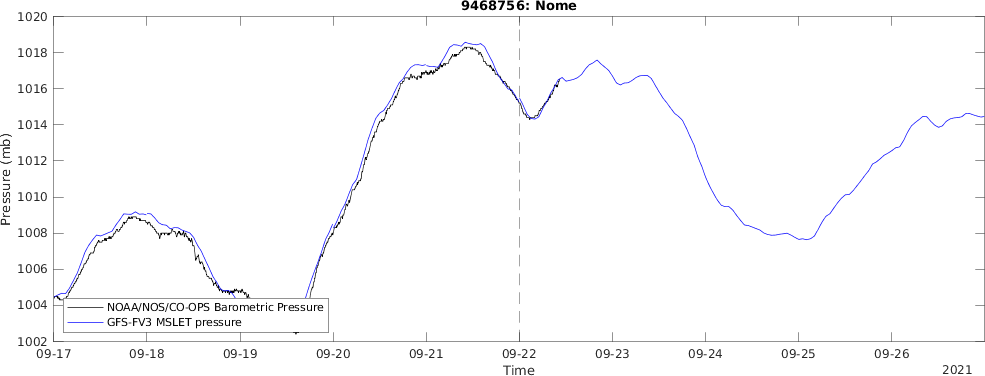 9468756: Nome
1020
1018
1016
1014
1012
1010
1008
1006
1004
1002
Pressure (mb)
NOAA/NOS/CO-OPS Barometric Pressure
GFS-FV3 MSLET pressure
09-17 09-18 09-19 09-20 09-21 09-22 09-23 09-24 09-25 09-26
Time
2021